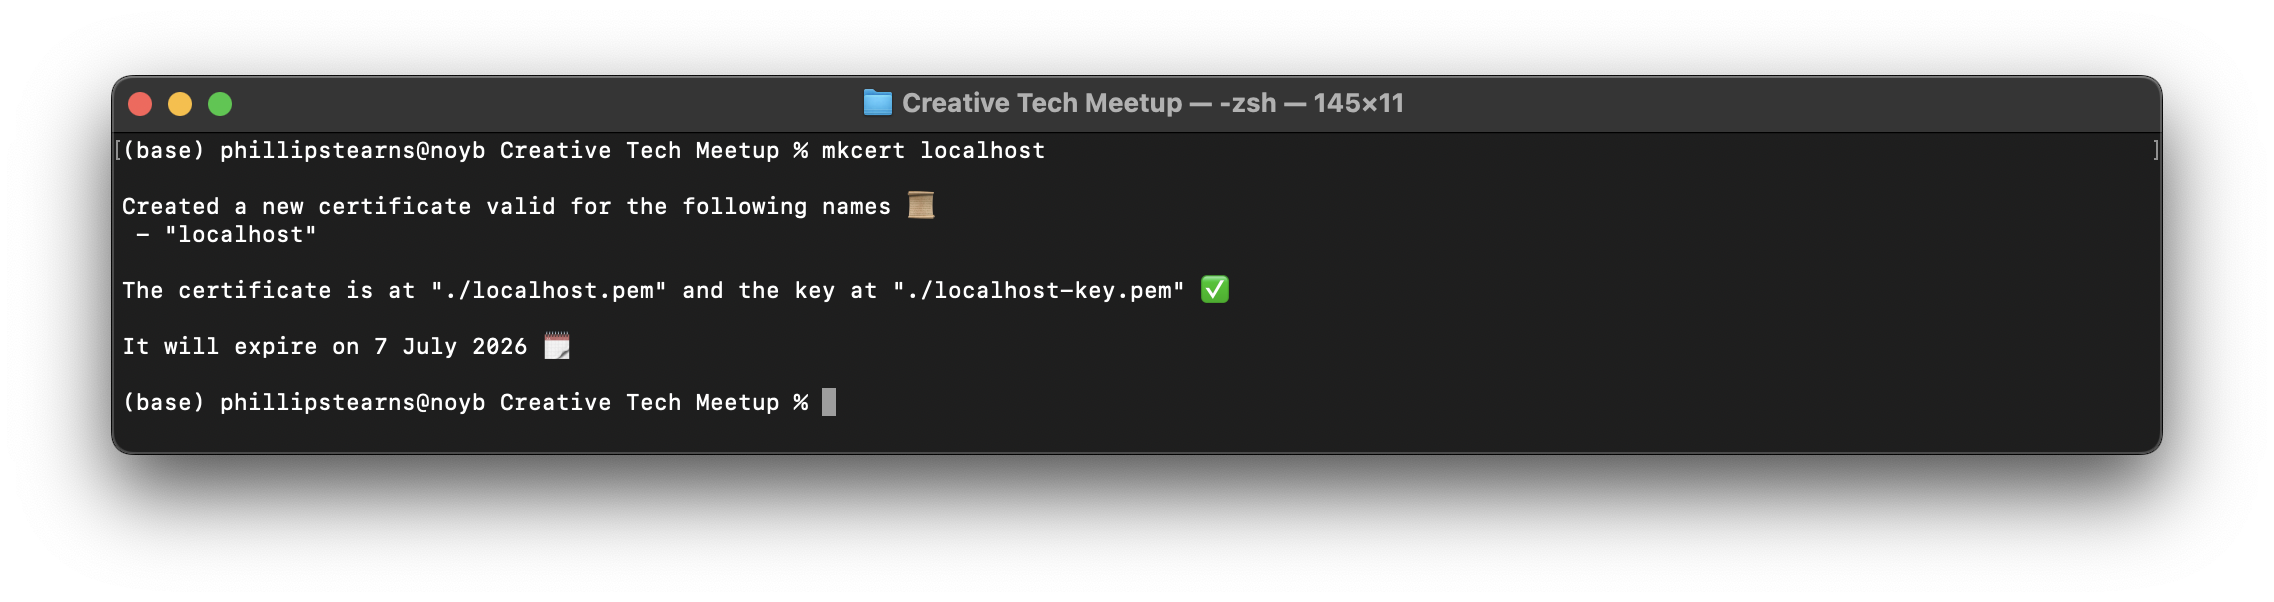 Creative Tech Meetup — -zsh — 145×11
[(base) phillipstearns@noyb Creative Tech Meetup % mkcert localhost ]
Created a new certificate valid for the following names 📜
- "localhost"
The certificate is at "./localhost.pem" and the key at "./localhost-key.pem" ✅
It will expire on 7 July 2026 🗓
(base) phillipstearns@noyb Creative Tech Meetup %